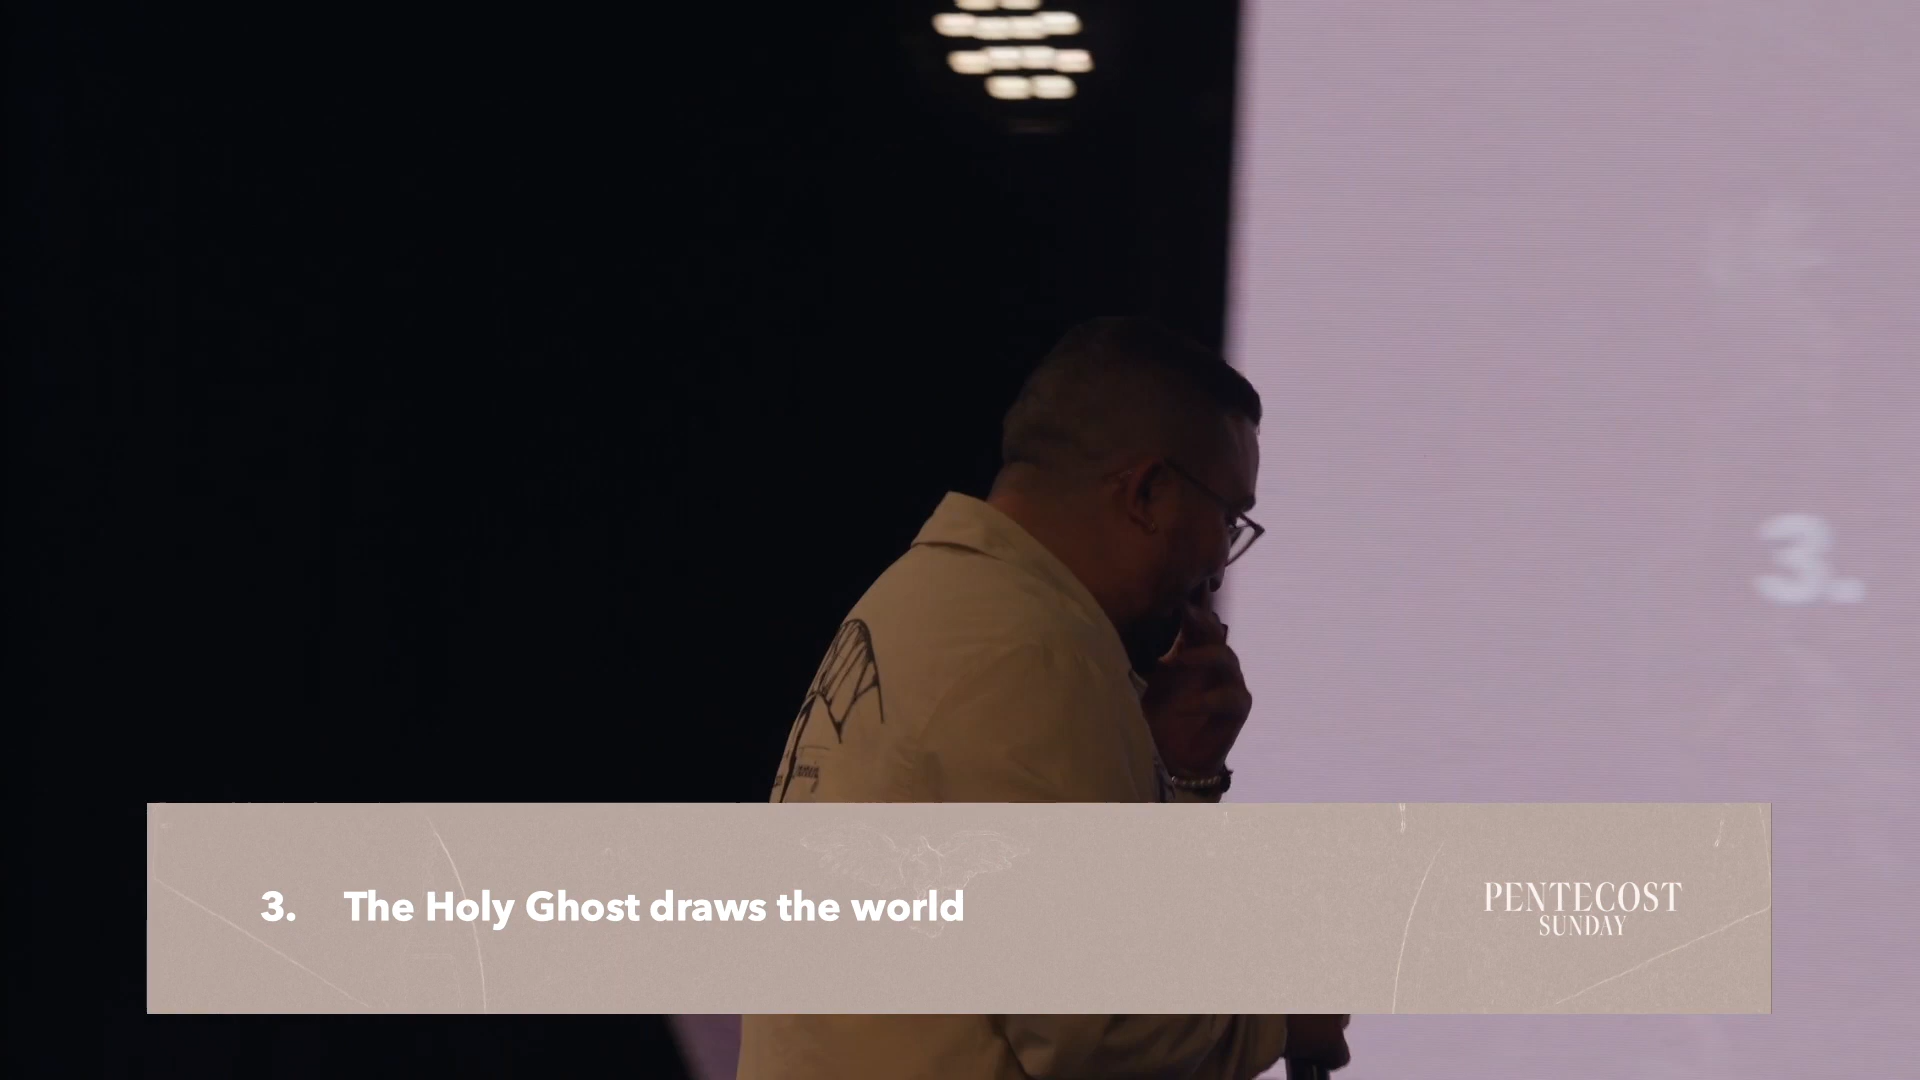 3.
3. The Holy Ghost draws the world
PENTECOST
SUNDAY